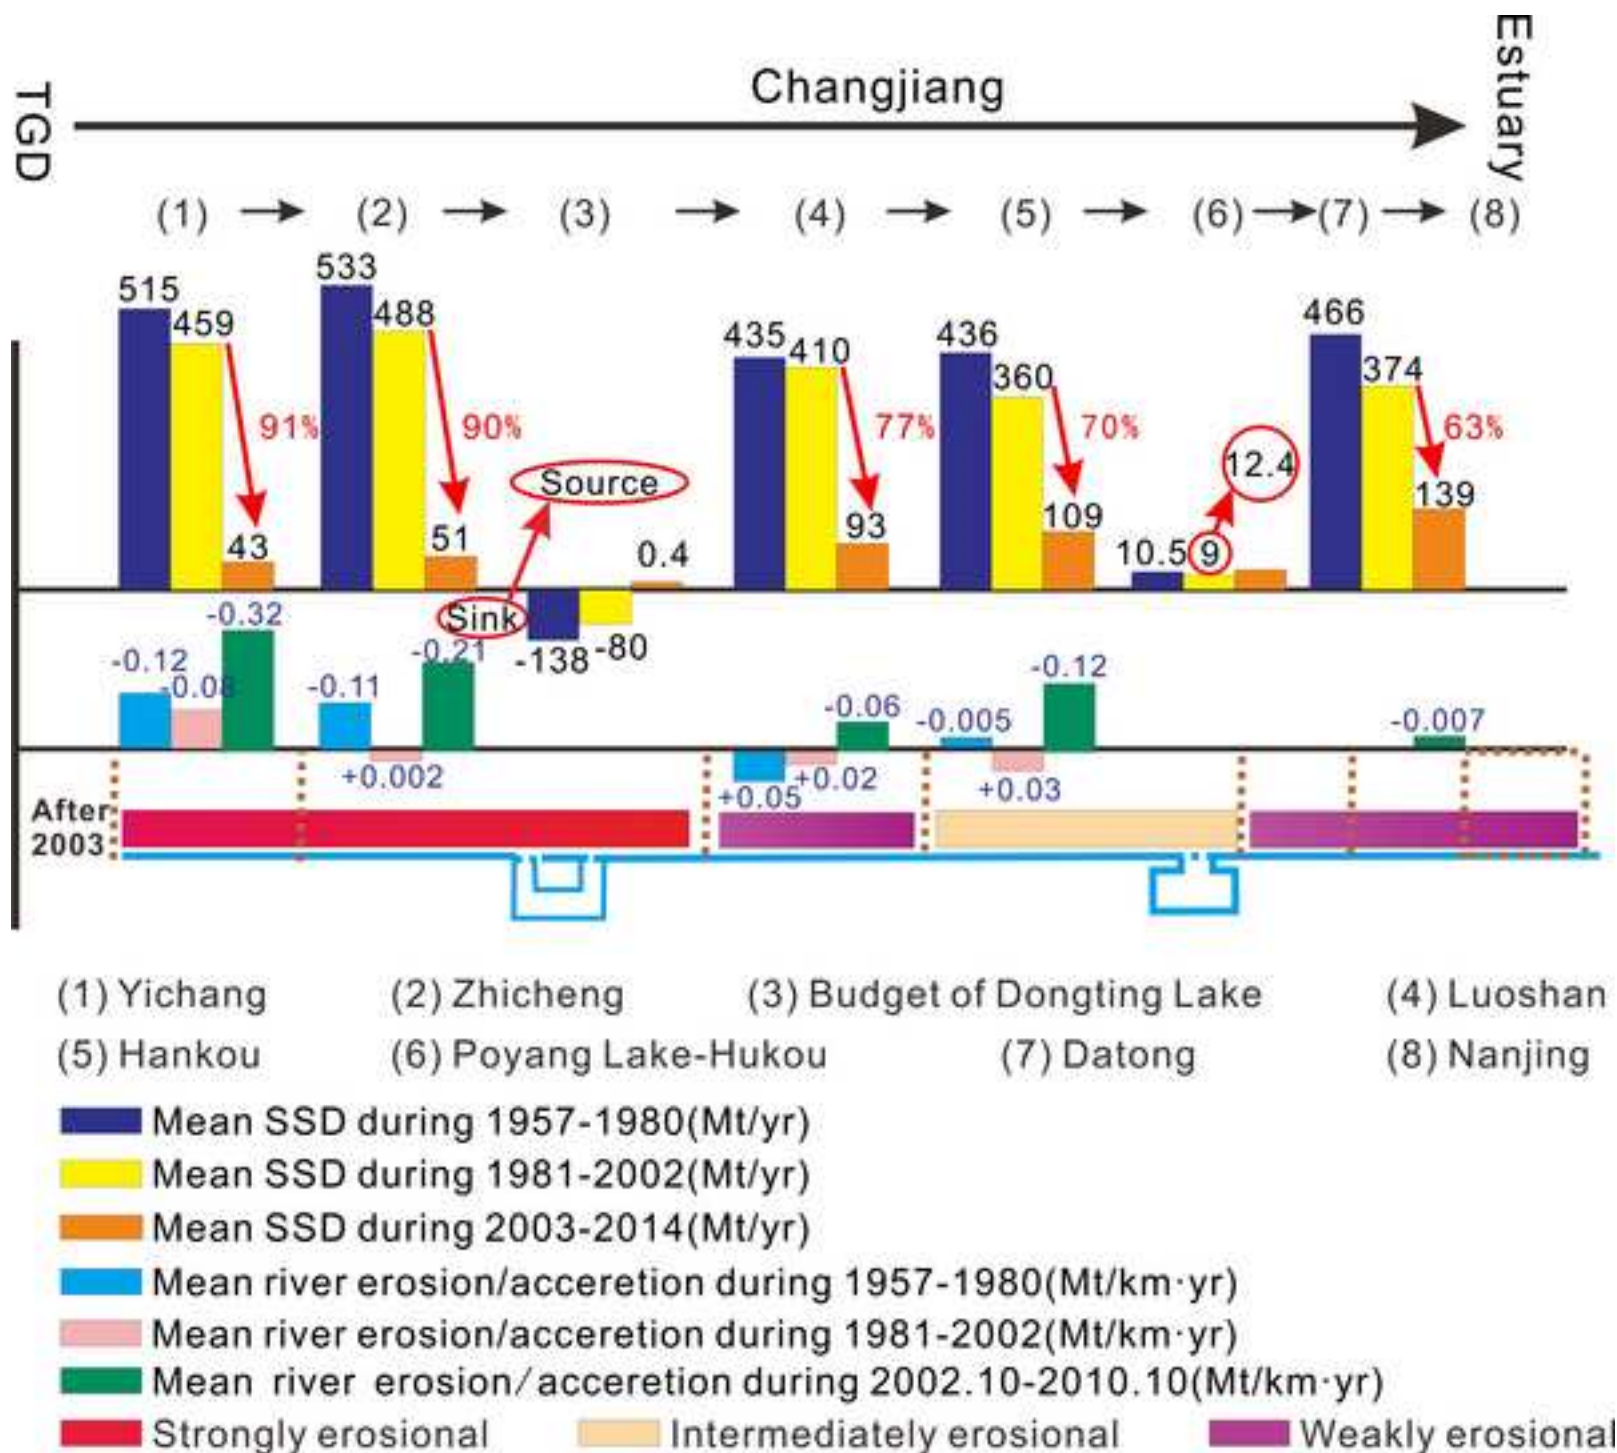 Estuary
TGD
Changjiang
(1) (2) (3) (4) (5) (6) (7) (8)
515 459 43 91%
533 488 51 90%
Source
Sink
-138 -80 0.4
435 410 93 77%
436 360 109 70%
10.5 9 12.4
466 374 139 63%
-0.12 -0.08 -0.32
-0.11 +0.002 -0.21
+0.05 +0.02 -0.06
-0.005 +0.03 -0.12
-0.007
After
2003
(1) Yichang (2) Zhicheng (3) Budget of Dongting Lake (4) Luoshan
(5) Hankou (6) Poyang Lake-Hukou (7) Datong (8) Nanjing
Mean SSD during 1957-1980(Mt/yr)
Mean SSD during 1981-2002(Mt/yr)
Mean SSD during 2003-2014(Mt/yr)
Mean river erosion/acceretion during 1957-1980(Mt/km·yr)
Mean river erosion/acceretion during 1981-2002(Mt/km·yr)
Mean river erosion/acceretion during 2002.10-2010.10(Mt/km·yr)
Strongly erosional Intermediately erosional Weakly erosional